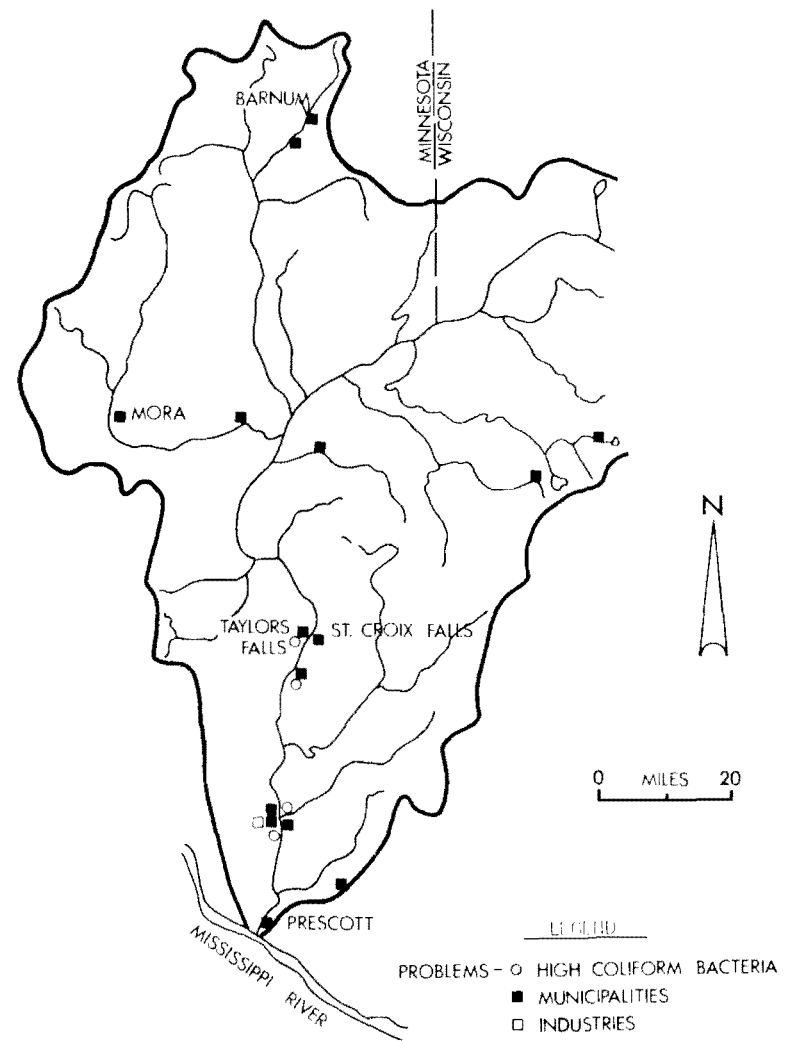 MINNESOTA
WISCONSIN
BARNUM
MORA
N
TAYLORS
FALLS
ST. CROIX FALLS
0 MILES 20
PRESCOTT
MISSISSIPPI RIVER
LEGEND
PROBLEMS - HIGH COLIFORM BACTERIA
MUNICIPALITIES
INDUSTRIES